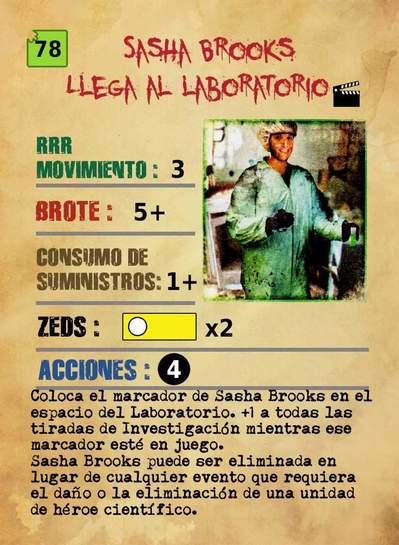 78
SASHA BROOKS
LLEGA AL LABORATORIO
RRR
MOVIMIENTO : 3
BROTE : 5+
CONSUMO DE
SUMINISTROS: 1+
ZEDS : x2
ACCIONES : 4
Coloca el marcador de Sasha Brooks en el
espacio del Laboratorio. +1 a todas las
tiradas de Investigación mientras ese
marcador esté en juego.
Sasha Brooks puede ser eliminada en
lugar de cualquier evento que requiera
el daño o la eliminación de una unidad
de héroe científico.